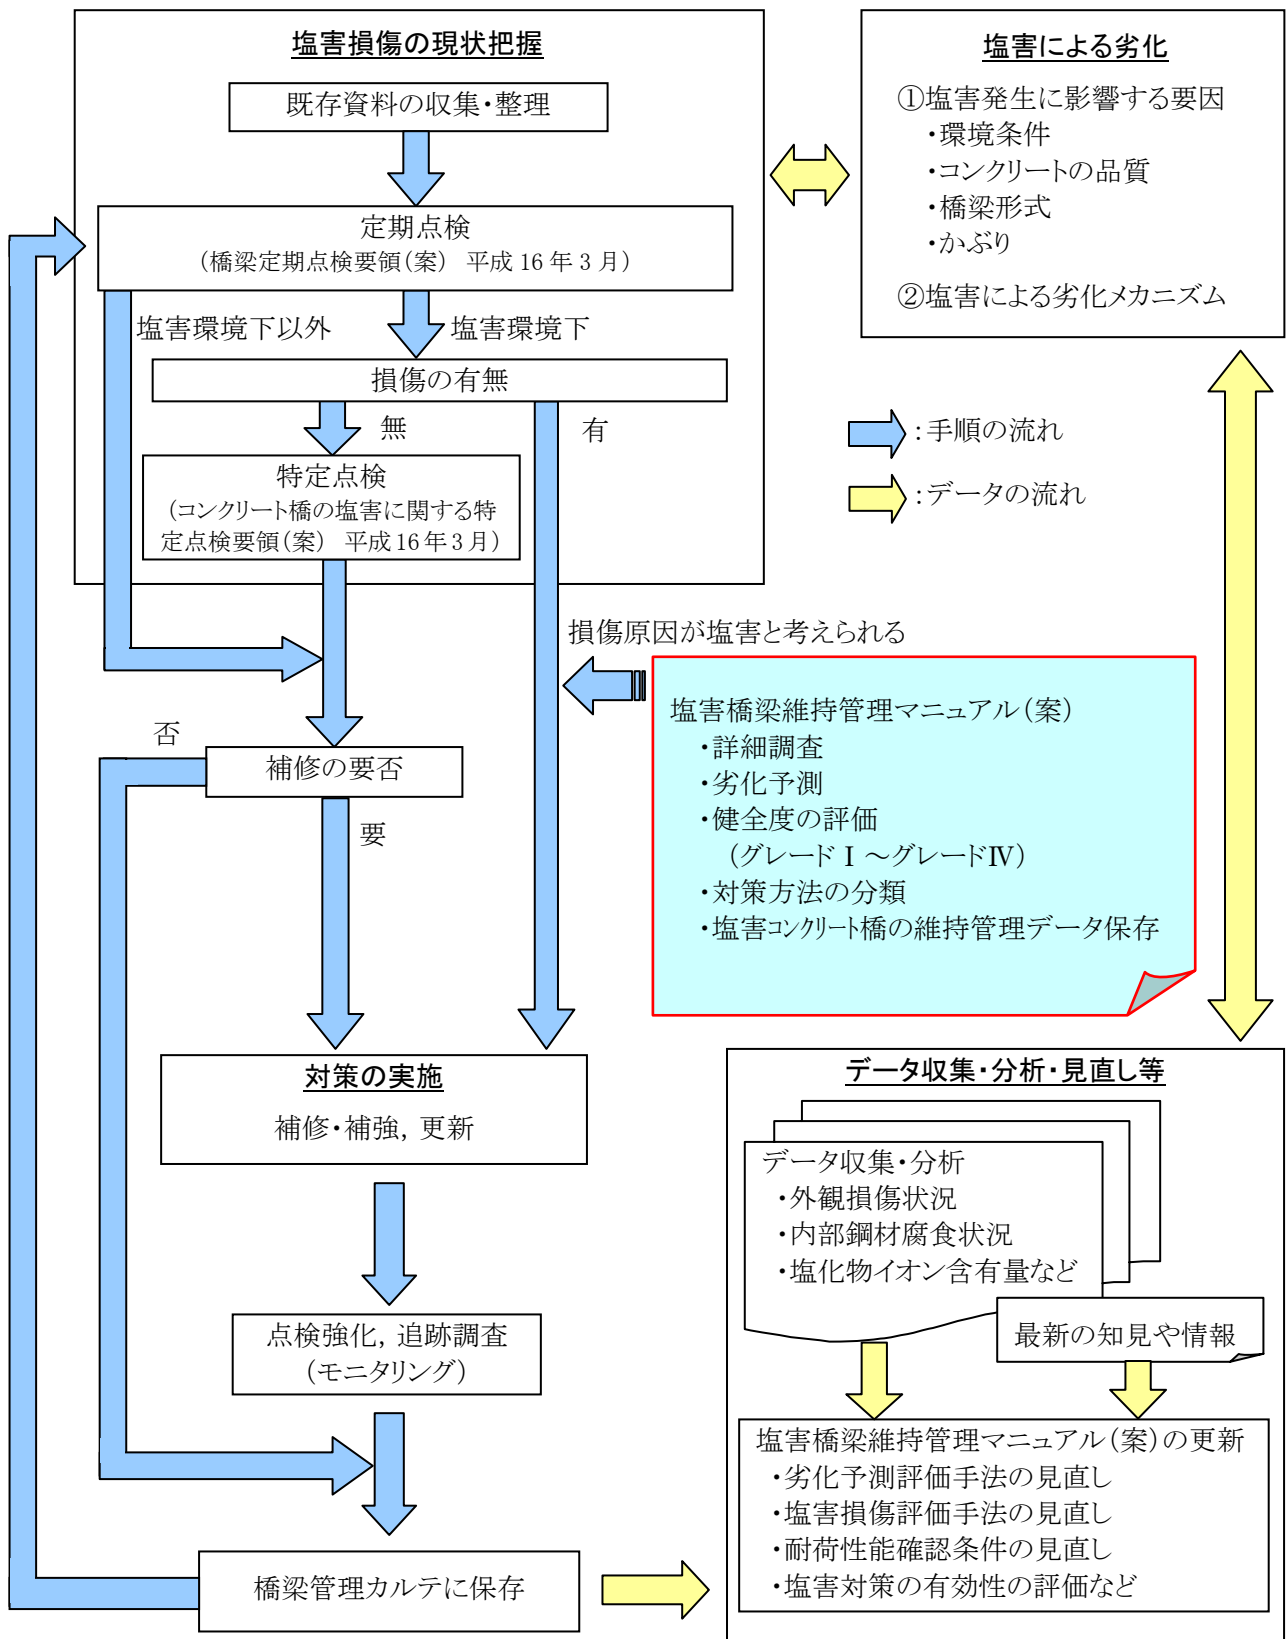 塩害損傷の現状把握
既存資料の収集・整理
定期点検
（橋梁定期点検要領（案）　平成 16 年 3 月）
塩害環境下以外
塩害環境下
損傷の有無
無
有
特定点検
（コンクリート橋の塩害に関する特
定点検要領（案）　平成 16 年 3 月）
塩害による劣化
①塩害発生に影響する要因
・環境条件
・コンクリートの品質
・橋梁形式
・かぶり
②塩害による劣化メカニズム
：手順の流れ
：データの流れ
損傷原因が塩害と考えられる
塩害橋梁維持管理マニュアル（案）
・詳細調査
・劣化予測
・健全度の評価
（グレードⅠ～グレードⅣ）
・対策方法の分類
・塩害コンクリート橋の維持管理データ保存
否
補修の要否
要
対策の実施
補修・補強，更新
点検強化，追跡調査
（モニタリング）
橋梁管理カルテに保存
データ収集・分析・見直し等
データ収集・分析
・外観損傷状況
・内部鋼材腐食状況
・塩化物イオン含有量など
最新の知見や情報
塩害橋梁維持管理マニュアル（案）の更新
・劣化予測評価手法の見直し
・塩害損傷評価手法の見直し
・耐荷性能確認条件の見直し
・塩害対策の有効性の評価など